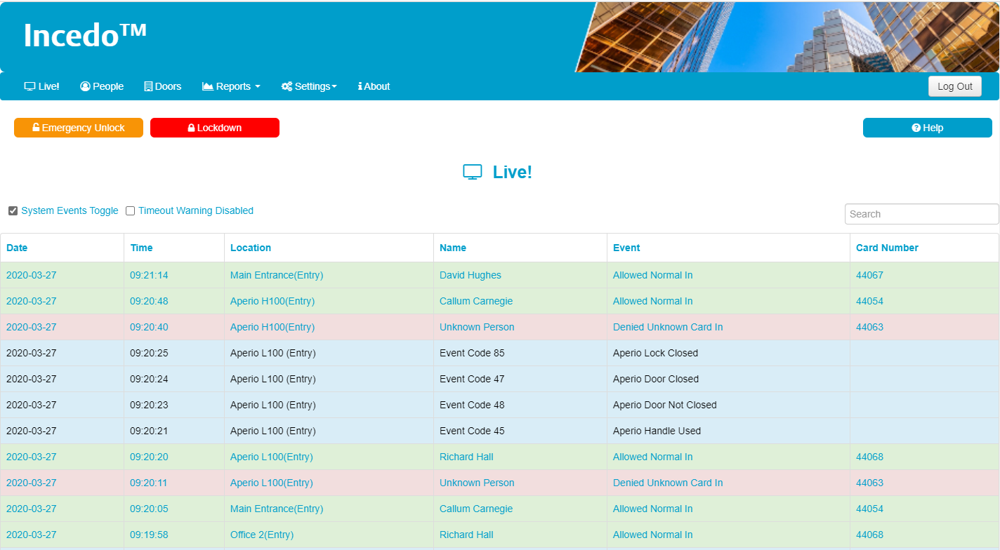 Incedo™
Live! People Doors Reports Settings About Log Out
Emergency Unlock Lockdown Help
Live!
System Events Toggle Timeout Warning Disabled Search
Date Time Location Name Event Card Number
2020-03-27 09:21:14 Main Entrance(Entry) David Hughes Allowed Normal In 44067
2020-03-27 09:20:48 Aperio H100(Entry) Callum Carnegie Allowed Normal In 44054
2020-03-27 09:20:40 Aperio H100(Entry) Unknown Person Denied Unknown Card In 44063
2020-03-27 09:20:25 Aperio L100 (Entry) Event Code 85 Aperio Lock Closed
2020-03-27 09:20:24 Aperio L100 (Entry) Event Code 47 Aperio Door Closed
2020-03-27 09:20:23 Aperio L100 (Entry) Event Code 48 Aperio Door Not Closed
2020-03-27 09:20:21 Aperio L100 (Entry) Event Code 45 Aperio Handle Used
2020-03-27 09:20:20 Aperio L100(Entry) Richard Hall Allowed Normal In 44068
2020-03-27 09:20:11 Aperio L100(Entry) Unknown Person Denied Unknown Card In 44063
2020-03-27 09:20:05 Main Entrance(Entry) Callum Carnegie Allowed Normal In 44054
2020-03-27 09:19:58 Office 2(Entry) Richard Hall Allowed Normal In 44068